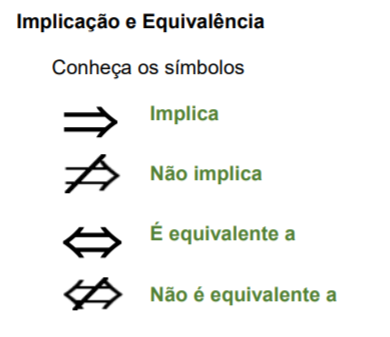 Implicação e Equivalência
Conheça os símbolos
⇒ Implica
⇏ Não implica
⇔ É equivalente a
⇎ Não é equivalente a